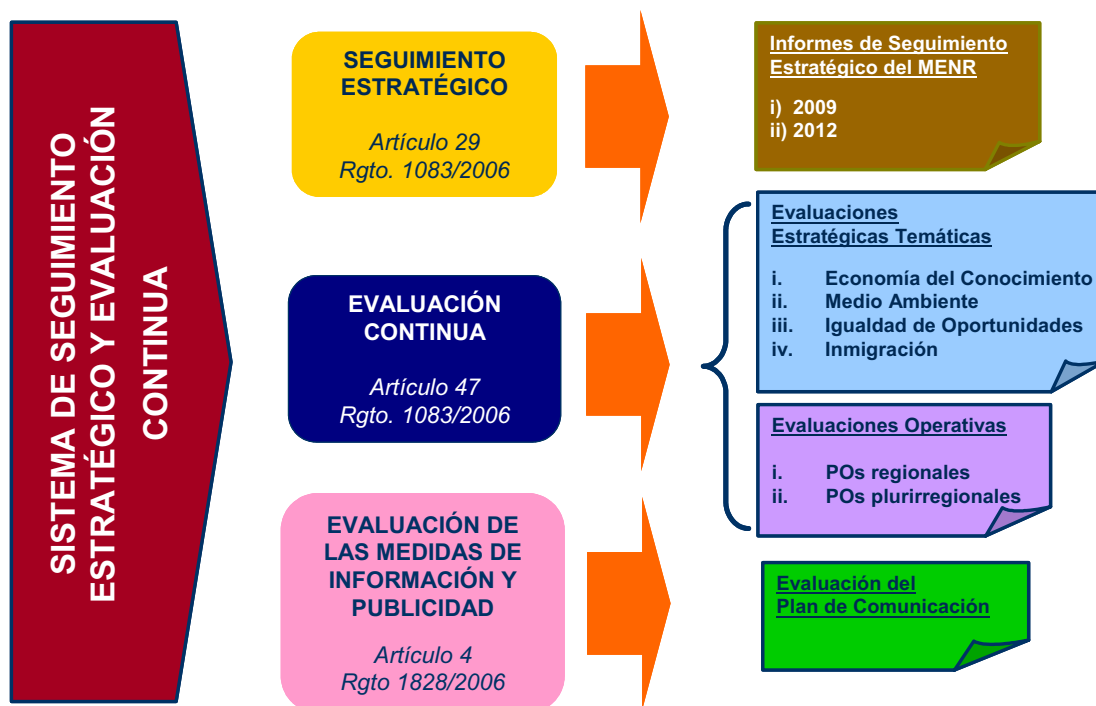 SISTEMA DE SEGUIMIENTO
ESTRATÉGICO Y EVALUACIÓN
CONTINUA
SEGUIMIENTO
ESTRATÉGICO
Artículo 29
Rgto. 1083/2006
Informes de Seguimiento
Estratégico del MENR
i) 2009
ii) 2012
EVALUACIÓN
CONTINUA
Artículo 47
Rgto. 1083/2006
Evaluaciones
Estratégicas Temáticas
i. Economía del Conocimiento
ii. Medio Ambiente
iii. Igualdad de Oportunidades
iv. Inmigración
Evaluaciones Operativas
i. POs regionales
ii. POs plurirregionales
EVALUACIÓN DE
LAS MEDIDAS DE
INFORMACIÓN Y
PUBLICIDAD
Artículo 4
Rgto 1828/2006
Evaluación del
Plan de Comunicación